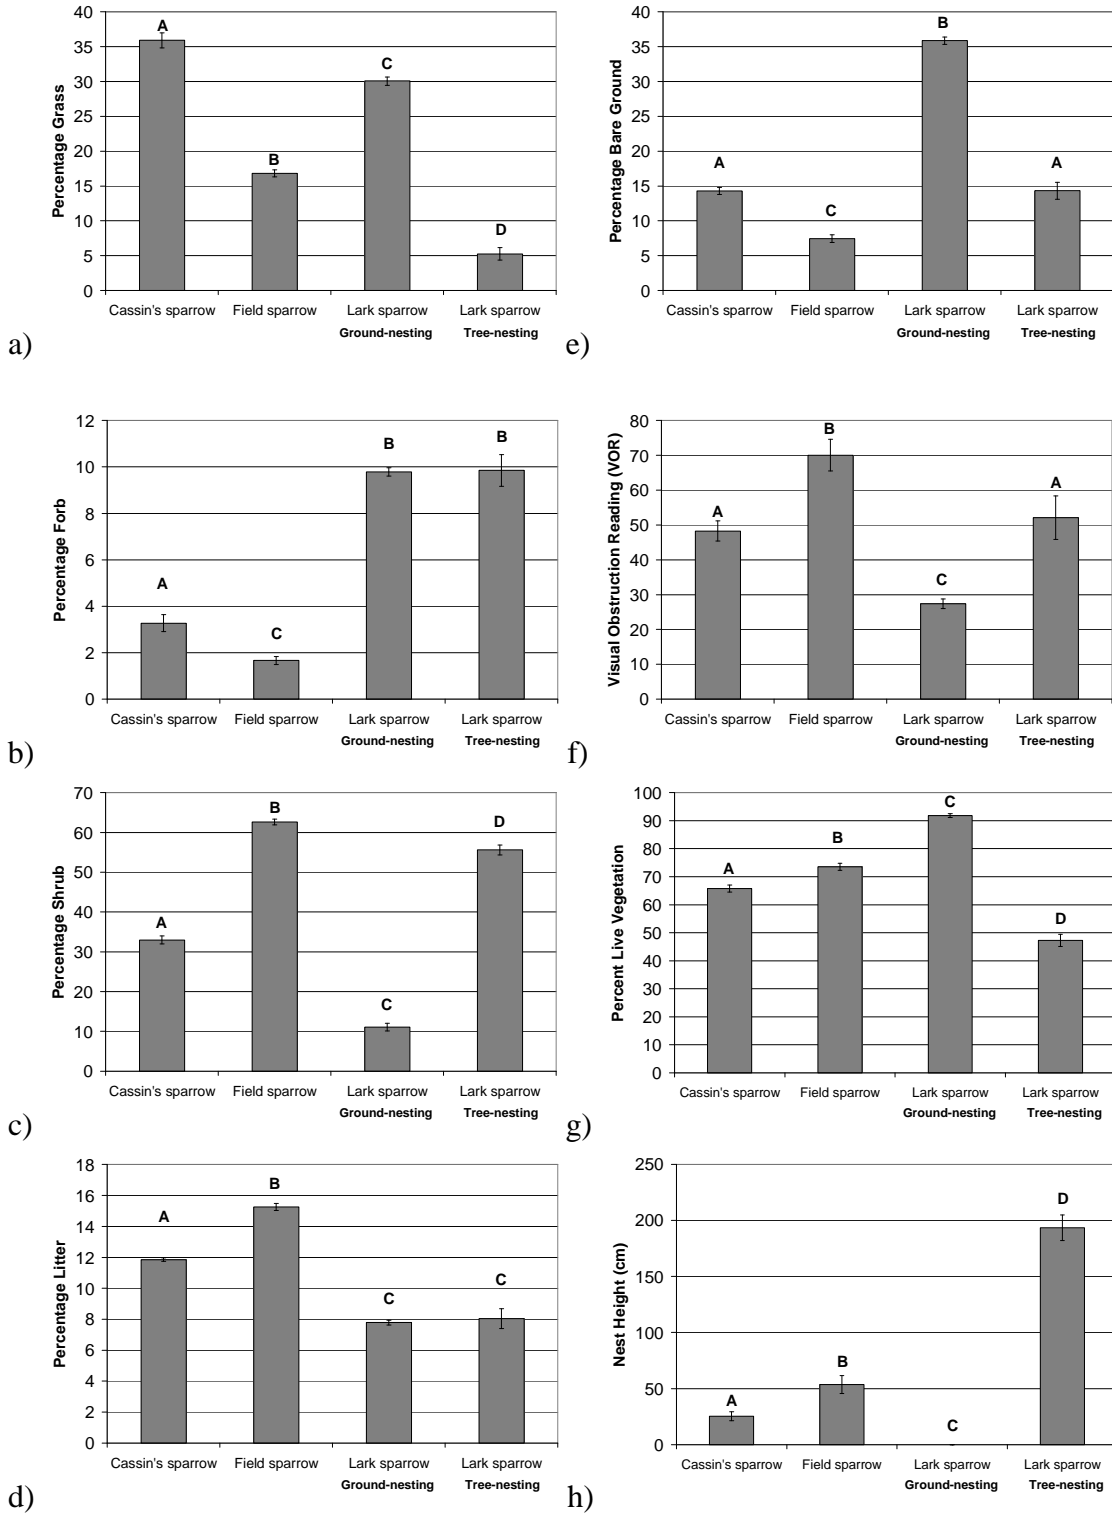 Percentage Grass
40
35
30
25
20
15
10
5
0
A
B
C
D
Cassin's sparrow Field sparrow Lark sparrow Lark sparrow
Ground-nesting Tree-nesting
a)
Percentage Bare Ground
40
35
30
25
20
15
10
5
0
A
C
B
A
Cassin's sparrow Field sparrow Lark sparrow Lark sparrow
Ground-nesting Tree-nesting
e)
Percentage Forb
12
10
8
6
4
2
0
A
C
B
B
Cassin's sparrow Field sparrow Lark sparrow Lark sparrow
Ground-nesting Tree-nesting
b)
Visual Obstruction Reading (VOR)
80
70
60
50
40
30
20
10
0
A
B
C
A
Cassin's sparrow Field sparrow Lark sparrow Lark sparrow
Ground-nesting Tree-nesting
f)
Percentage Shrub
70
60
50
40
30
20
10
0
A
B
C
D
Cassin's sparrow Field sparrow Lark sparrow Lark sparrow
Ground-nesting Tree-nesting
c)
Percent Live Vegetation
100
90
80
70
60
50
40
30
20
10
0
A
B
C
D
Cassin's sparrow Field sparrow Lark sparrow Lark sparrow
Ground-nesting Tree-nesting
g)
Percentage Litter
18
16
14
12
10
8
6
4
2
0
A
B
C
C
Cassin's sparrow Field sparrow Lark sparrow Lark sparrow
Ground-nesting Tree-nesting
d)
Nest Height (cm)
250
200
150
100
50
0
A
B
C
D
Cassin's sparrow Field sparrow Lark sparrow Lark sparrow
Ground-nesting Tree-nesting
h)